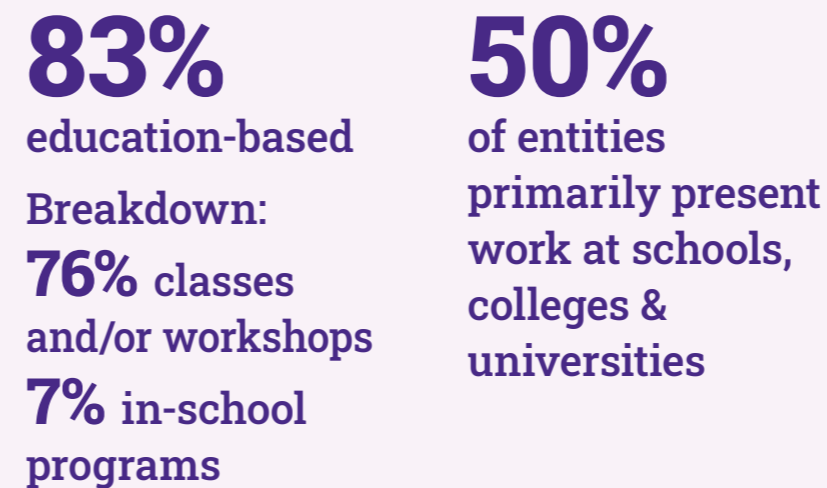 83%
education-based
Breakdown:
76% classes
and/or workshops
7% in-school
programs
50%
of entities
primarily present
work at schools,
colleges &
universities